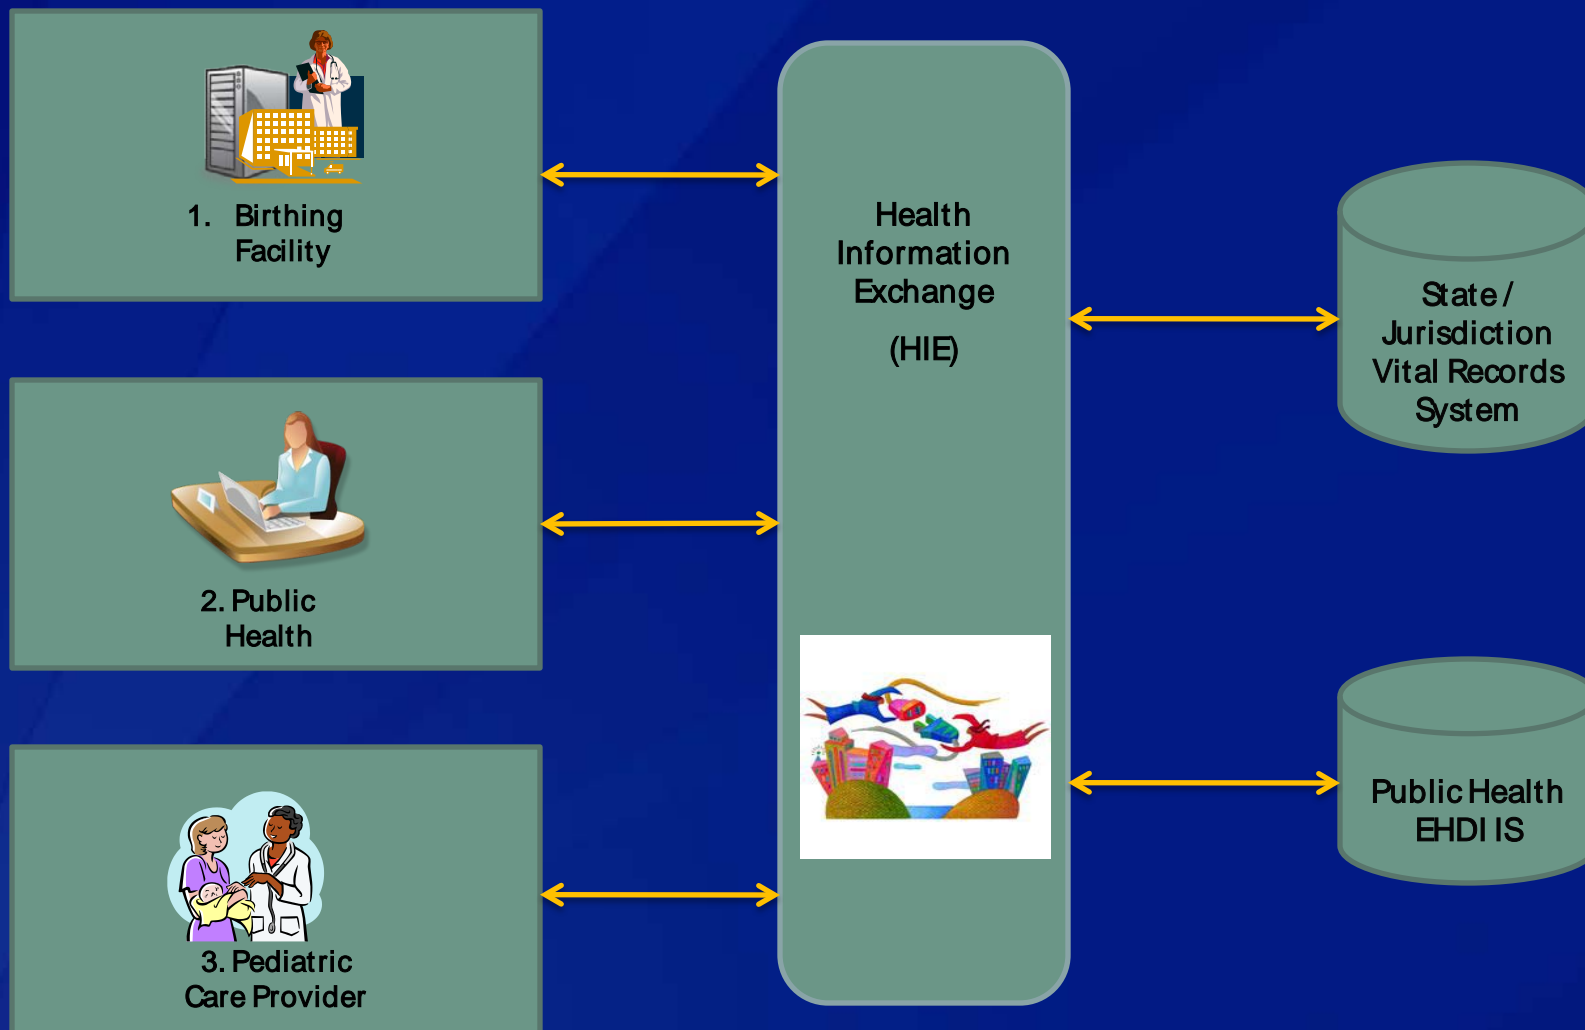 1. Birthing
Facility
2. Public
Health
3. Pediatric
Care Provider
Health
Information
Exchange
(HIE)
State /
Jurisdiction
Vital Records
System
Public Health
EHDI IS